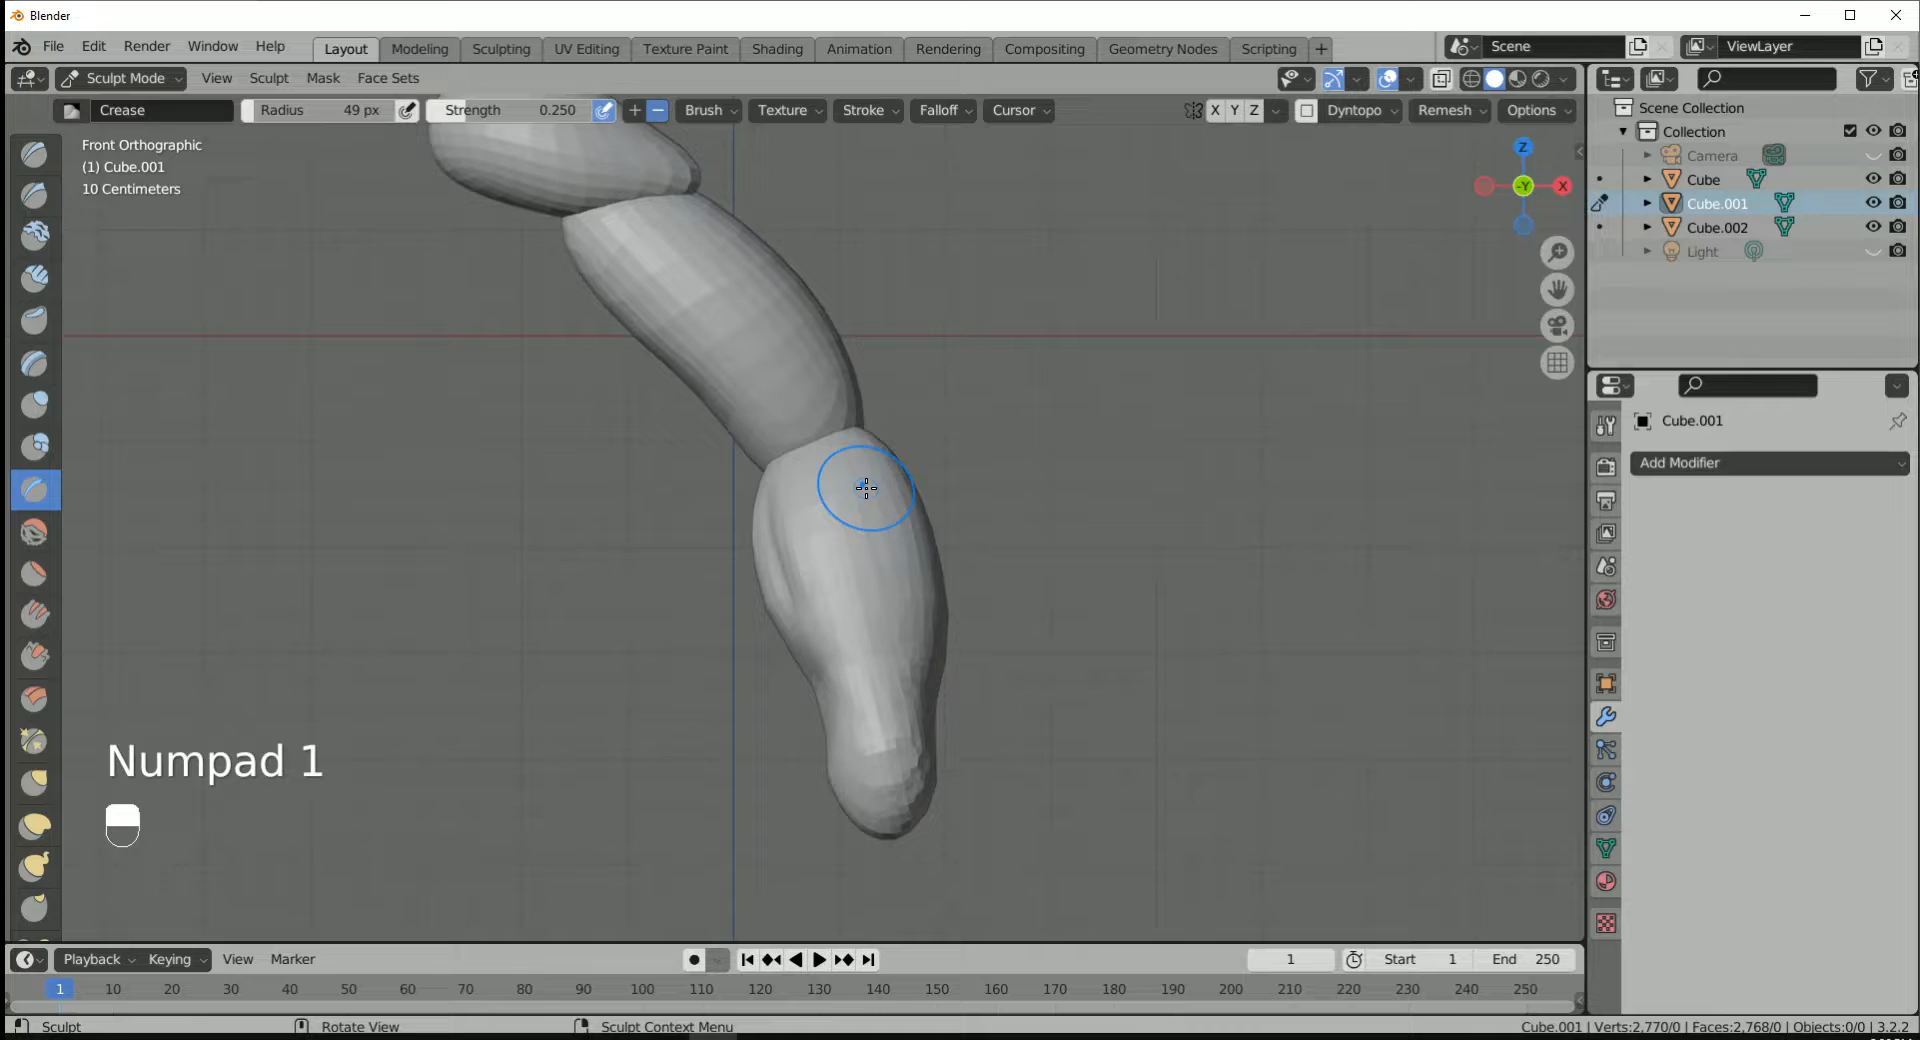 Blender
File Edit Render Window Help Layout Modeling Sculpting UV Editing Texture Paint Shading Animation Rendering Compositing Geometry Nodes Scripting + Scene ViewLayer
Sculpt Mode View Sculpt Mask Face Sets
Crease Radius 49 px Strength 0.250 Brush Texture Stroke Falloff Cursor X Y Z Dyntopo Remesh Options
Scene Collection
Collection
Camera
Cube
Cube.001
Cube.002
Light
Front Orthographic
(1) Cube.001
10 Centimeters
Z
-Y X
Cube.001
Add Modifier
Numpad 1
Playback Keying View Marker 1 Start 1 End 250
1 10 20 30 40 50 60 70 80 90 100 110 120 130 140 150 160 170 180 190 200 210 220 230 240 250
Sculpt Rotate View Sculpt Context Menu Cube.001 | Verts:2,770/0 | Faces:2,768/0 | Objects:0/0 | 3.2.2